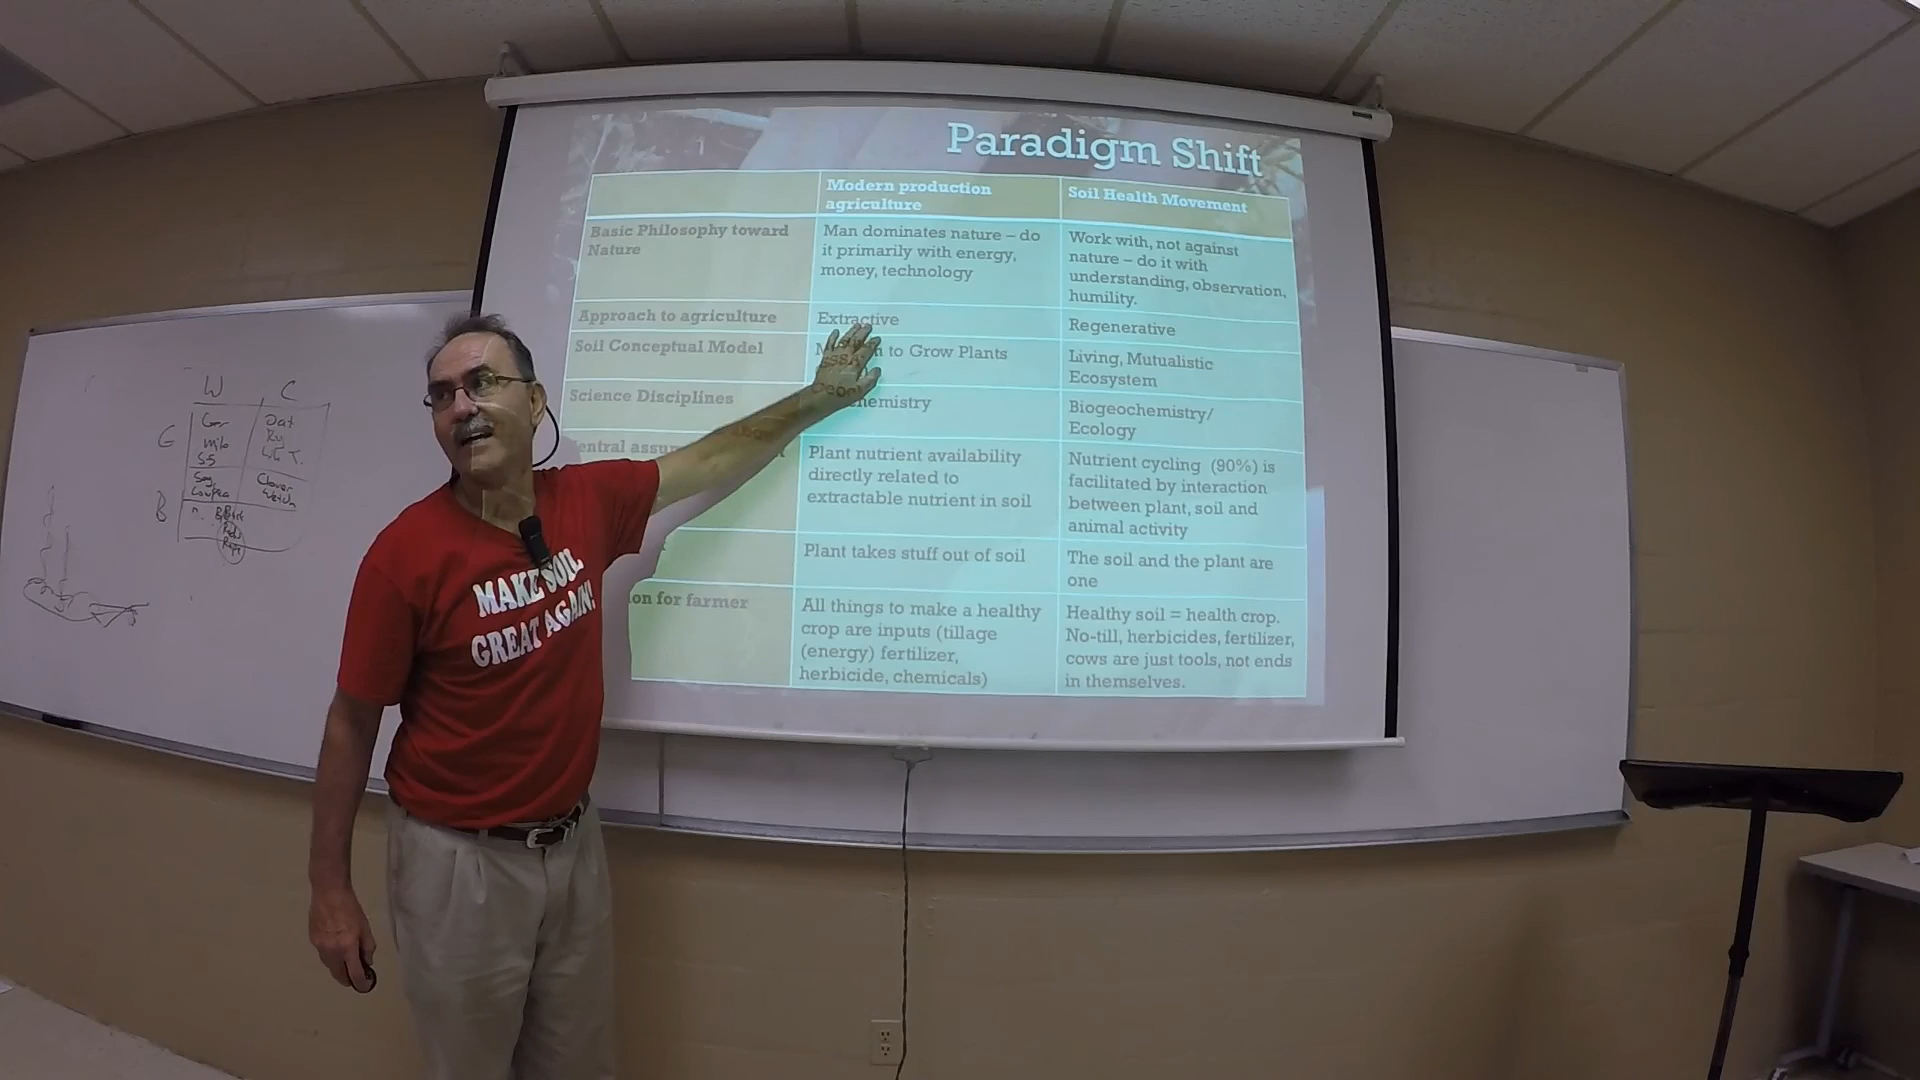 Paradigm Shift
Modern production
agriculture
Soil Health Movement
Basic Philosophy toward
Nature
Man dominates nature – do
it primarily with energy,
money, technology
Work with, not against
nature – do it with
understanding, observation,
humility.
Approach to agriculture
Extractive
Regenerative
Soil Conceptual Model
to Grow Plants
Living, Mutualistic
Ecosystem
Science Disciplines
Biogeochemistry/
Ecology
Plant nutrient availability
directly related to
extractable nutrient in soil
Nutrient cycling (90%) is
facilitated by interaction
between plant, soil and
animal activity
Plant takes stuff out of soil
The soil and the plant are
one
for farmer
All things to make a healthy
crop are inputs (tillage
(energy) fertilizer,
herbicide, chemicals)
Healthy soil = health crop.
No-till, herbicides, fertilizer,
cows are just tools, not ends
in themselves.
MAKE SOIL
GREAT AGAIN!
W C
G
milo
SS
Oat
Soy
Cowpea
Clover
Vetch
B